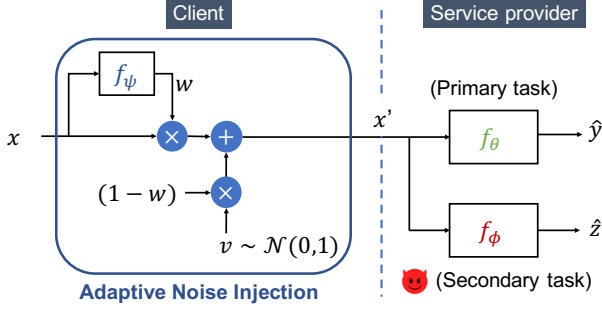 Client
Service provider
f_ψ
w
(Primary task)
x
×
+
x'
f_θ
ŷ
(1 − w)
×
f_ϕ
ẑ
v ~ 𝒩(0,1)
(Secondary task)
Adaptive Noise Injection